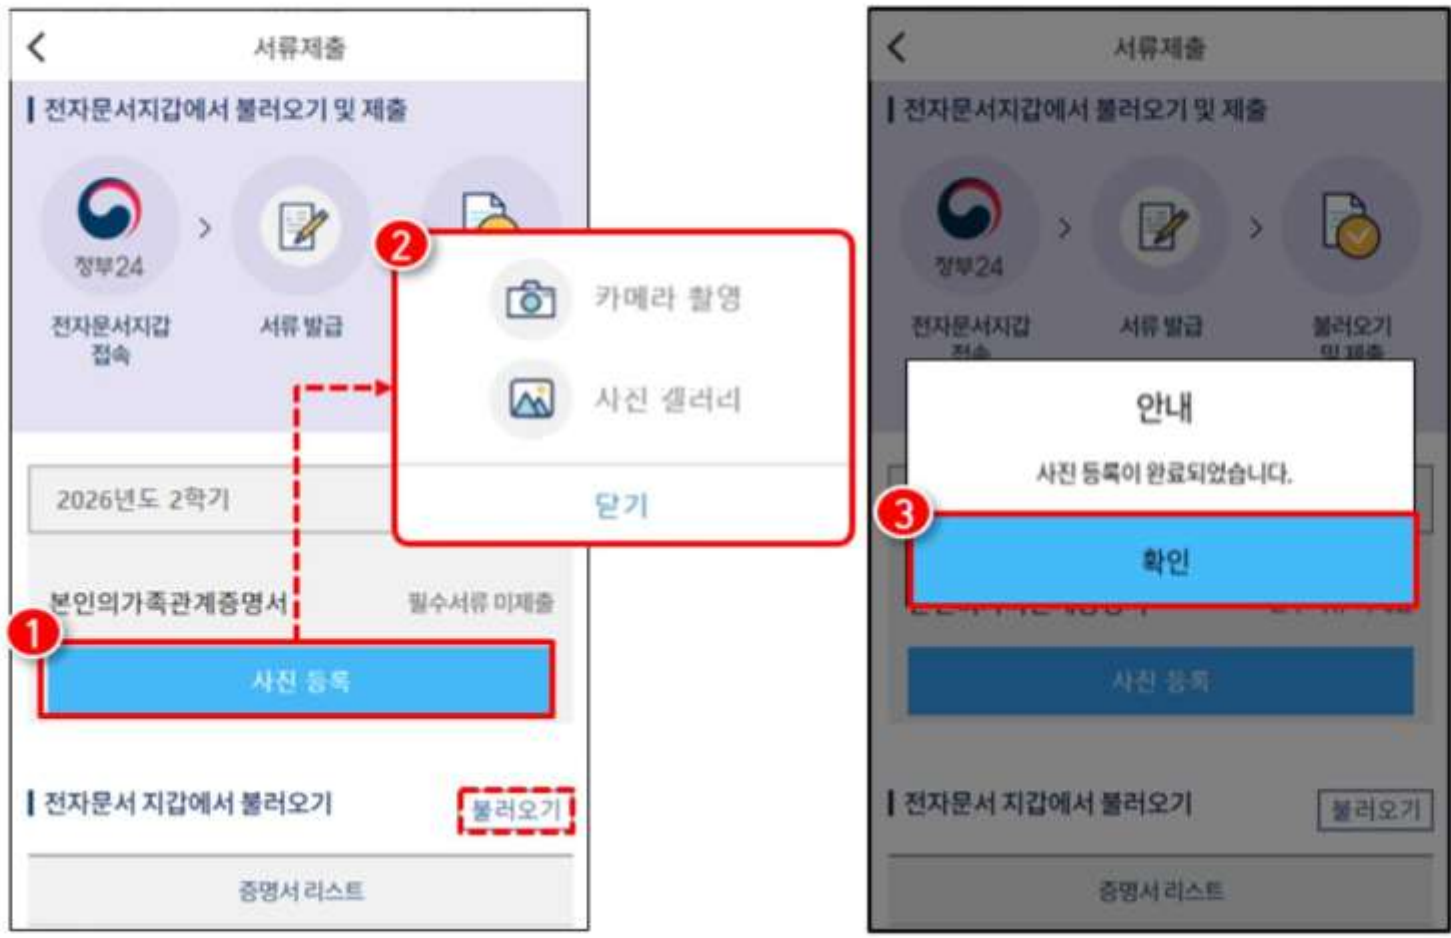 서류제출
전자문서지갑에서 불러오기 및 제출
정부24
전자문서지갑
접속
서류 발급
2
카메라 촬영
사진 갤러리
닫기
2026년도 2학기
본인의가족관계증명서
필수서류 미제출
1
사진 등록
전자문서 지갑에서 불러오기
불러오기
증명서 리스트
서류제출
전자문서지갑에서 불러오기 및 제출
정부24
전자문서지갑
접속
서류 발급
불러오기
및 제출
안내
사진 등록이 완료되었습니다.
3
확인
사진 등록
전자문서 지갑에서 불러오기
불러오기
증명서 리스트